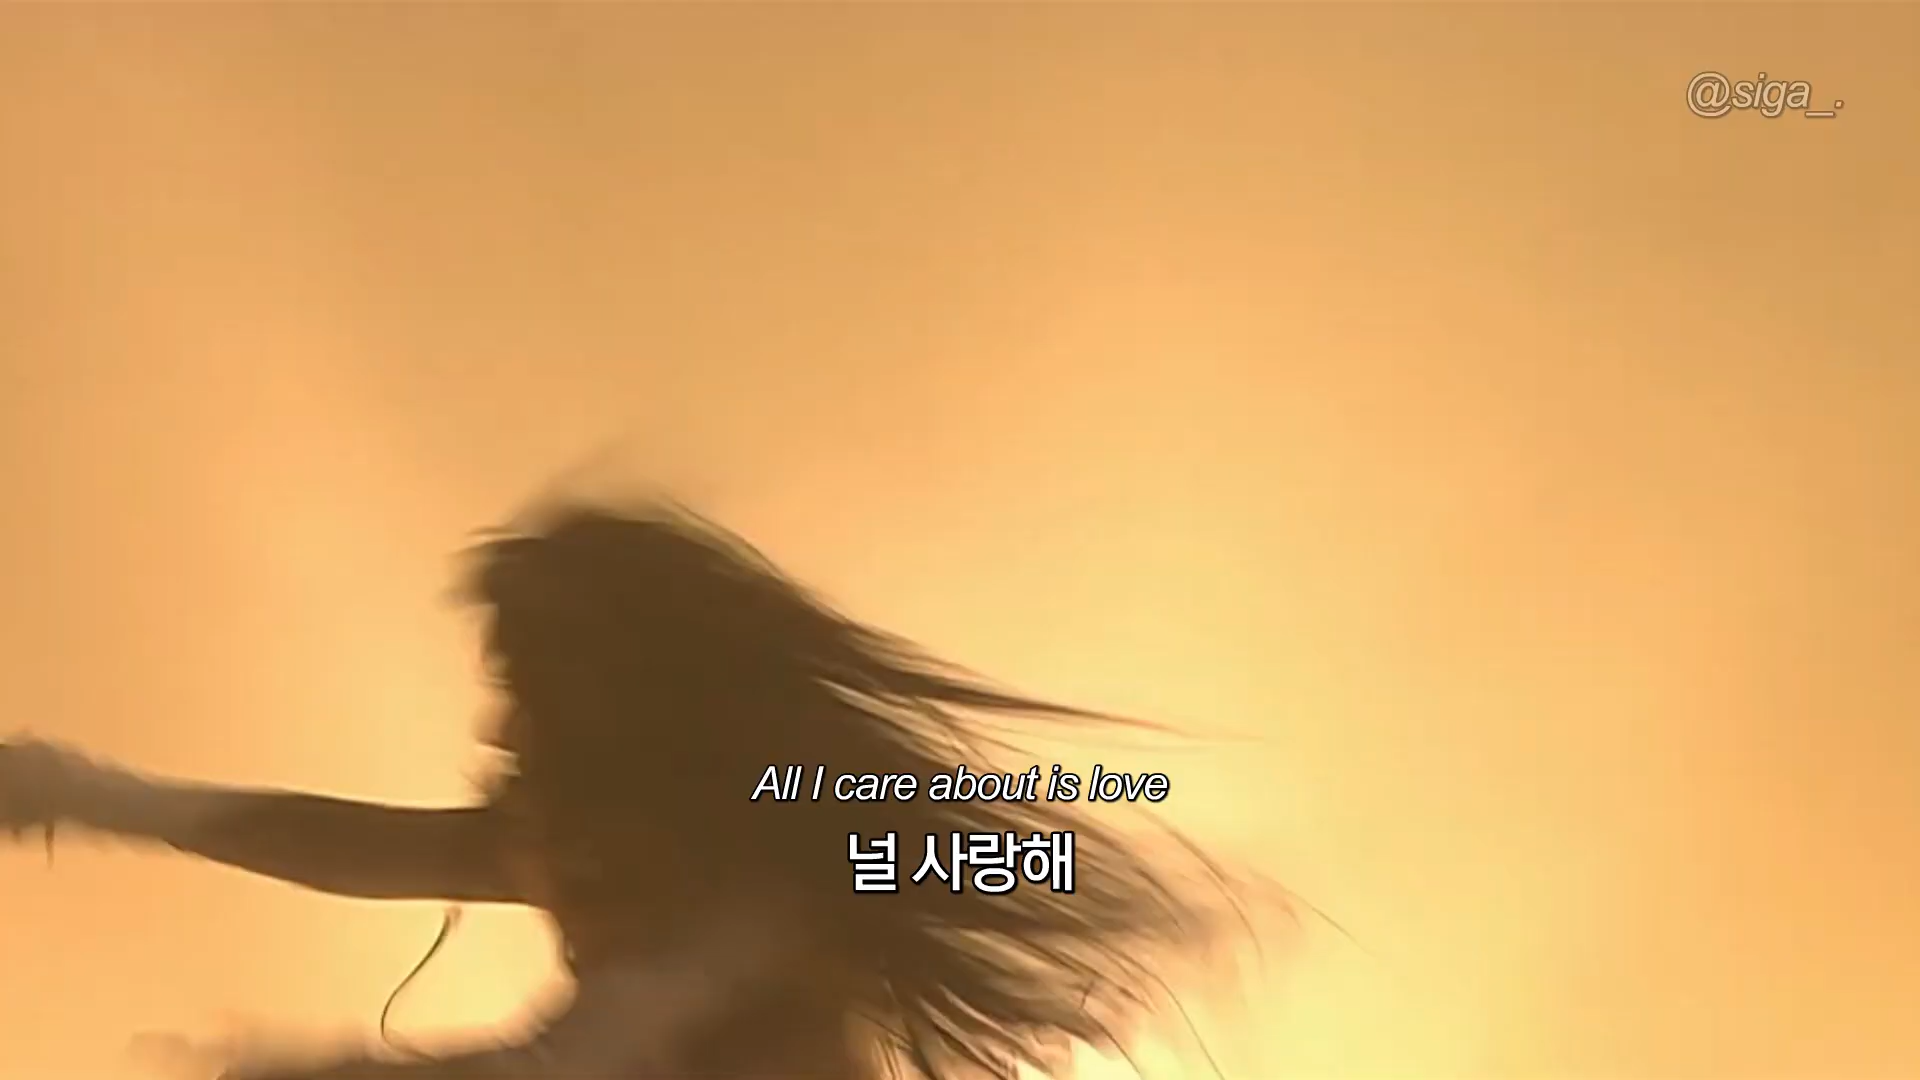 @siga_.
All I care about is love
널 사랑해